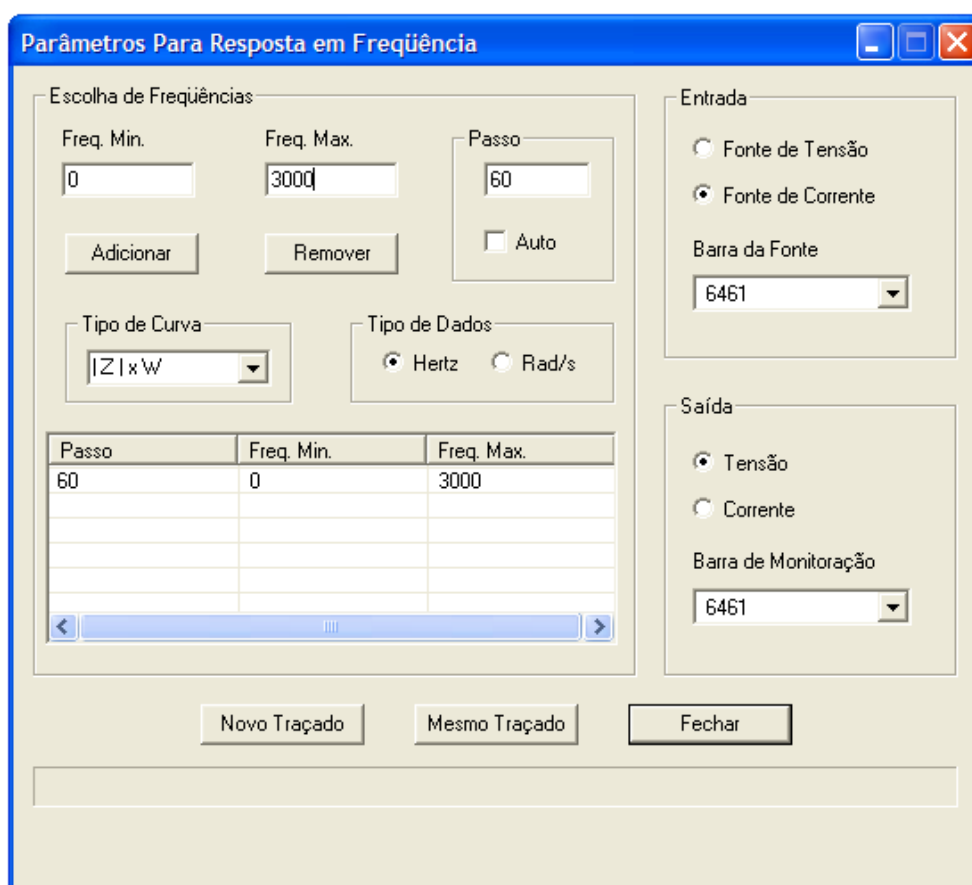 Parâmetros Para Resposta em Freqüência
Escolha de Freqüências
Freq. Min.
Freq. Max.
Passo
0
3000
60
Auto
Adicionar
Remover
Tipo de Curva
|Z|xW
Tipo de Dados
Hertz
Rad/s
Passo
Freq. Min.
Freq. Max.
60
0
3000
Entrada
Fonte de Tensão
Fonte de Corrente
Barra da Fonte
6461
Saída
Tensão
Corrente
Barra de Monitoração
6461
Novo Traçado
Mesmo Traçado
Fechar